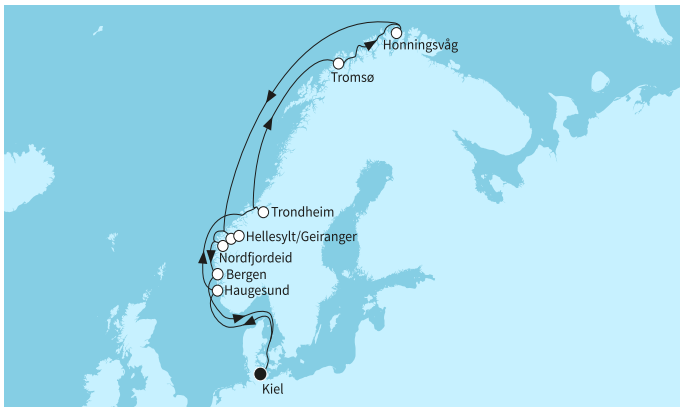 Honningsvåg
Tromsø
Trondheim
Hellesylt/Geiranger
Nordfjordeid
Bergen
Haugesund
Kiel